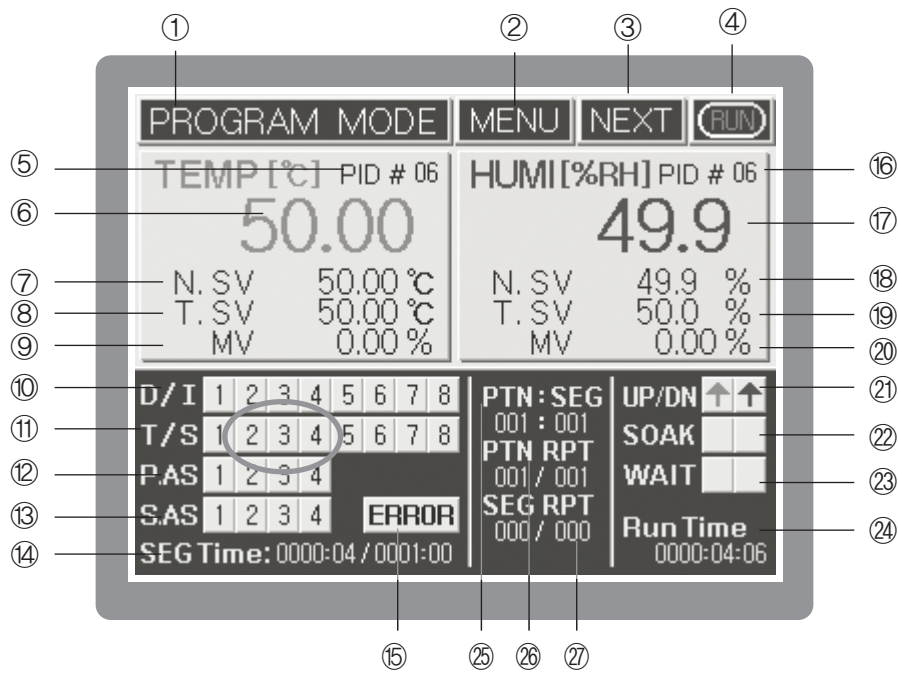 ① ② ③ ④
PROGRAM MODE MENU NEXT RUN
⑤ TEMP [℃] PID # 06 HUMI [%RH] PID # 06 ⑯
⑥ 50.00 49.9 ⑰
⑦ N. SV 50.00 ℃ N. SV 49.9 % ⑱
⑧ T. SV 50.00 ℃ T. SV 50.0 % ⑲
⑨ MV 0.00 % MV 0.00 % ⑳
⑩ D/I 1 2 3 4 5 6 7 8 PTN : SEG UP/DN ↑ ↑ ㉑
001 : 001
⑪ T/S 1 2 3 4 5 6 7 8 PTN RPT SOAK ㉒
⑫ P.AS 1 2 3 4 001 / 001 WAIT ㉓
⑬ S.AS 1 2 3 4 ERROR SEG RPT
000 / 000 Run Time ㉔
⑭ SEG Time: 0000:04 / 0001:00 0000:04:06
⑮ ㉕ ㉖ ㉗